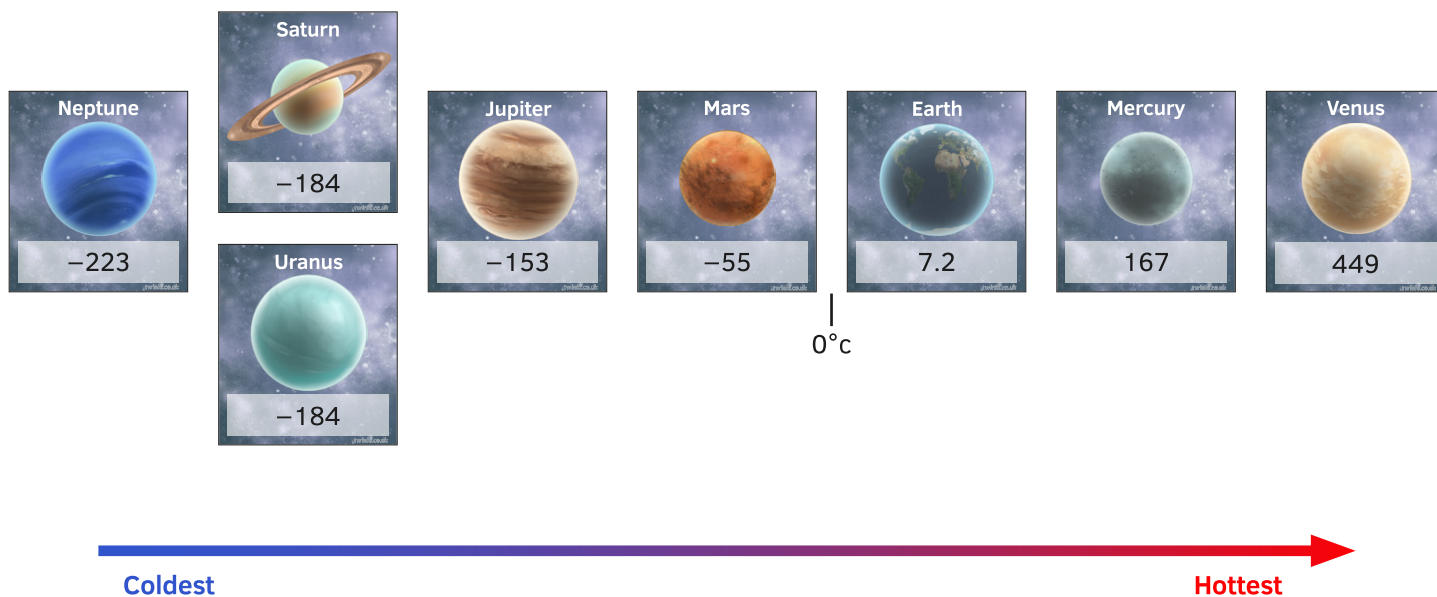 Neptune
−223
Saturn
−184
Uranus
−184
Jupiter
−153
Mars
−55
0°c
Earth
7.2
Mercury
167
Venus
449
Coldest
Hottest